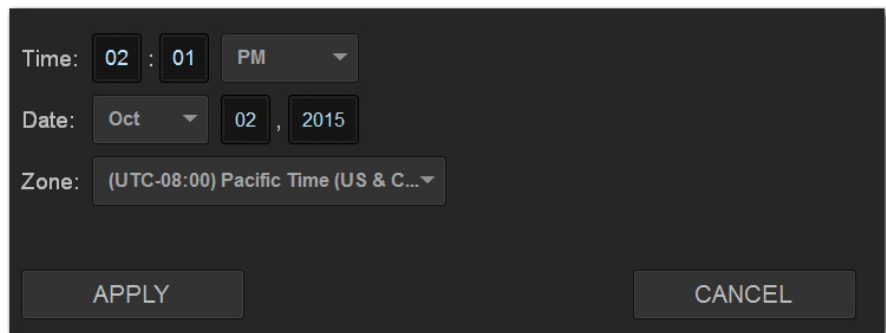 Time: 02 : 01 PM
Date: Oct 02 , 2015
Zone: (UTC-08:00) Pacific Time (US & C...
APPLY CANCEL